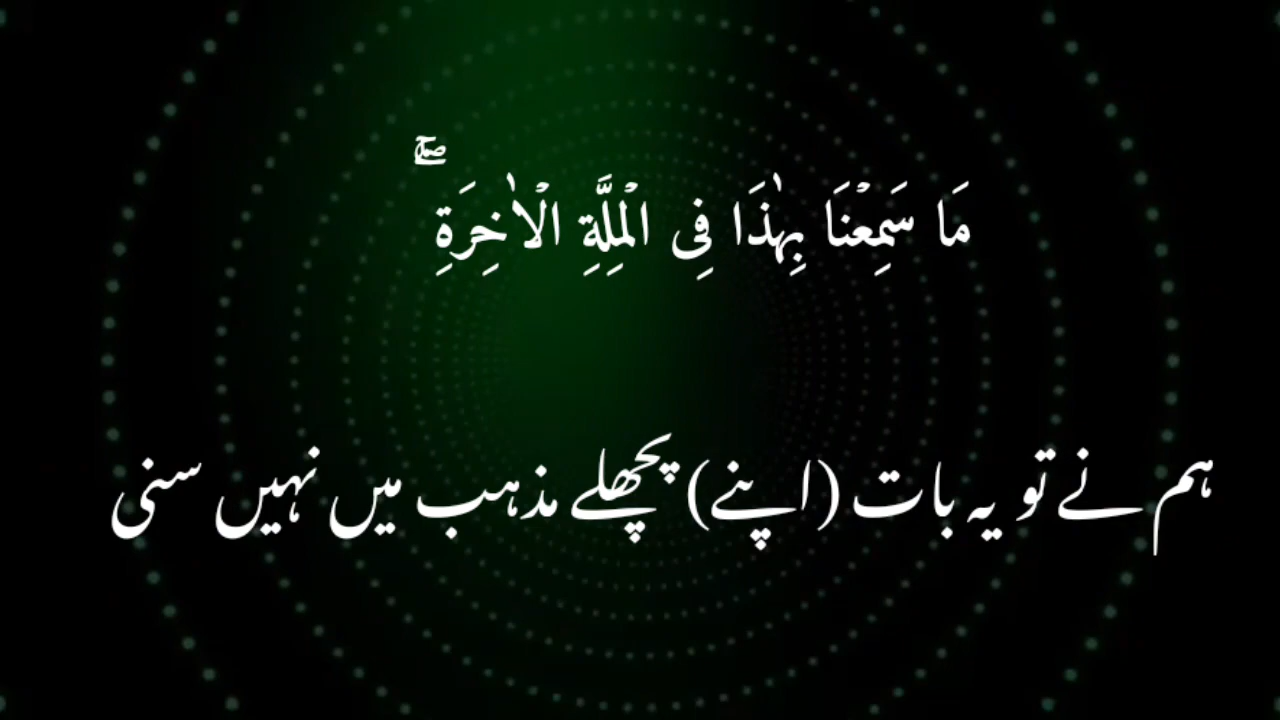 مَا سَمِعۡنَا بِهٰذَا فِى الۡمِلَّةِ الۡاٰخِرَةِ ۖۚ
ہم نے تو یہ بات (اپنے) پچھلے مذہب میں نہیں سنی